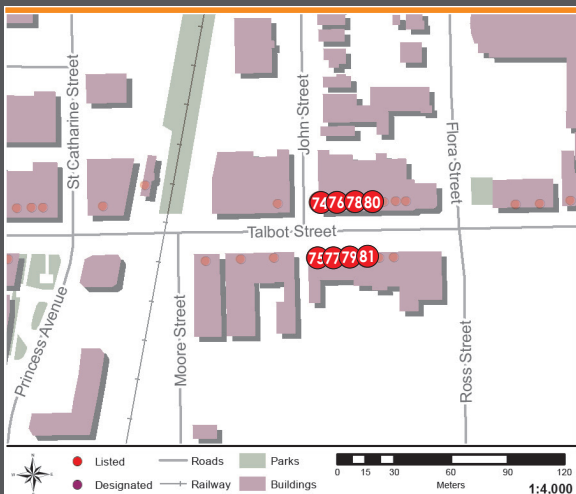 St Catharine Street
John Street
Flora Street
74 76 78 80
Talbot Street
75 77 79 81
Princess Avenue
Moore Street
Ross Street
N
W E
S
Listed
Roads
Parks
Designated
Railway
Buildings
0 15 30 60 90 120
Meters
1:4,000